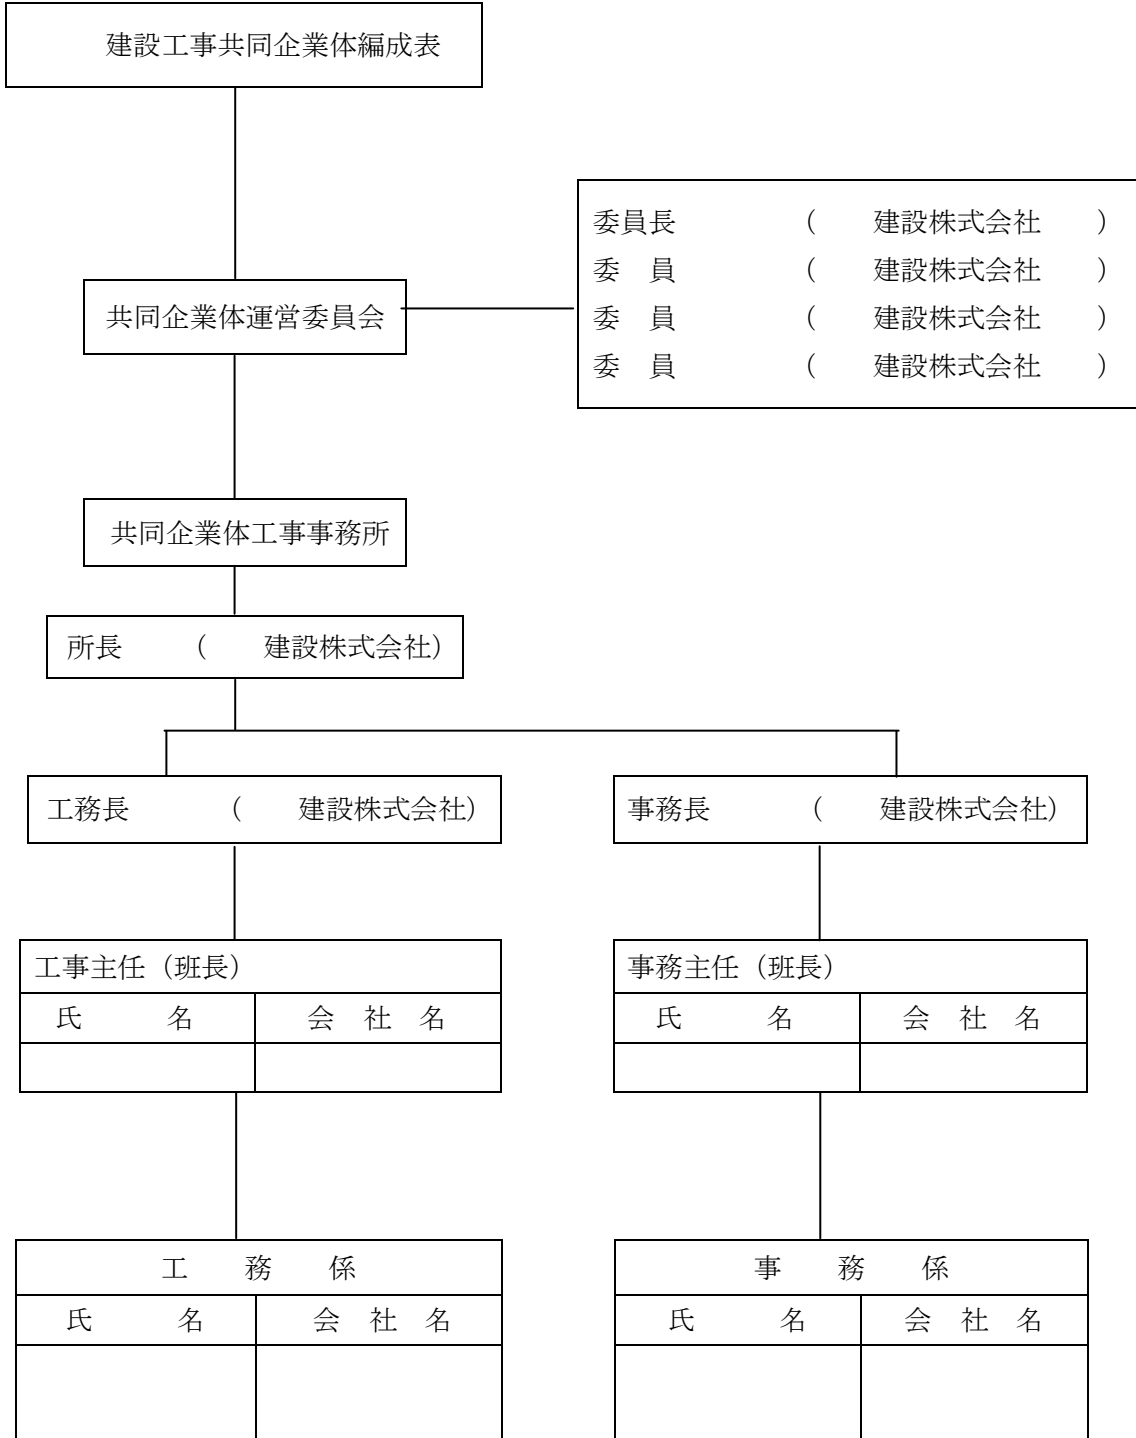 建設工事共同企業体編成表
委員長　　　　　（　　建設株式会社　　）
委　員　　　　　（　　建設株式会社　　）
共同企業体運営委員会
委　員　　　　　（　　建設株式会社　　）
委　員　　　　　（　　建設株式会社　　）
共同企業体工事事務所
所長　　　（　　建設株式会社）
工務長　　　　（　　建設株式会社）
事務長　　　　（　　建設株式会社）
工事主任（班長）
氏　　　名　　会　社　名
事務主任（班長）
氏　　　名　　会　社　名
工　　務　　係
氏　　　名　　会　社　名
事　　務　　係
氏　　　名　　会　社　名